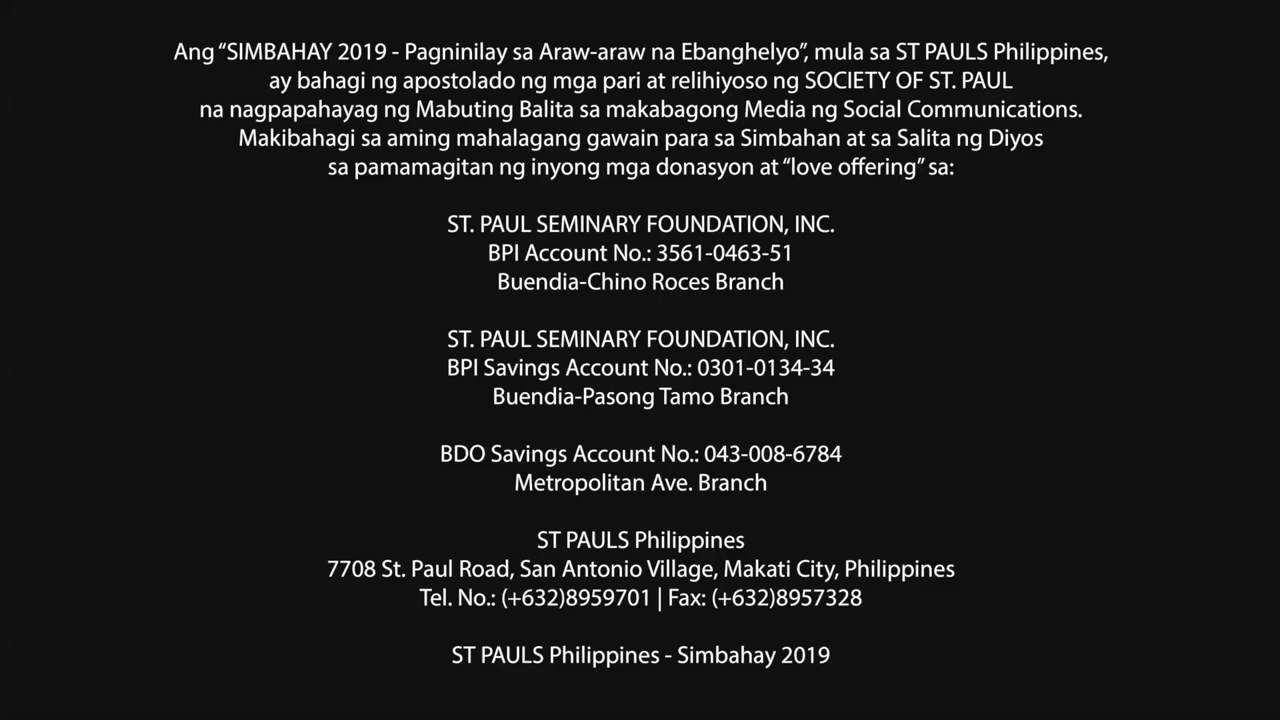 Ang “SIMBAHAY 2019 - Pagninilay sa Araw-araw na Ebanghelyo”, mula sa ST PAULS Philippines,
ay bahagi ng apostolado ng mga pari at relihiyoso ng SOCIETY OF ST. PAUL
na nagpapahayag ng Mabuting Balita sa makabagong Media ng Social Communications.
Makibahagi sa aming mahalagang gawain para sa Simbahan at sa Salita ng Diyos
sa pamamagitan ng inyong mga donasyon at “love offering” sa:
ST. PAUL SEMINARY FOUNDATION, INC.
BPI Account No.: 3561-0463-51
Buendia-Chino Roces Branch
ST. PAUL SEMINARY FOUNDATION, INC.
BPI Savings Account No.: 0301-0134-34
Buendia-Pasong Tamo Branch
BDO Savings Account No.: 043-008-6784
Metropolitan Ave. Branch
ST PAULS Philippines
7708 St. Paul Road, San Antonio Village, Makati City, Philippines
Tel. No.: (+632)8959701 | Fax: (+632)8957328
ST PAULS Philippines - Simbahay 2019